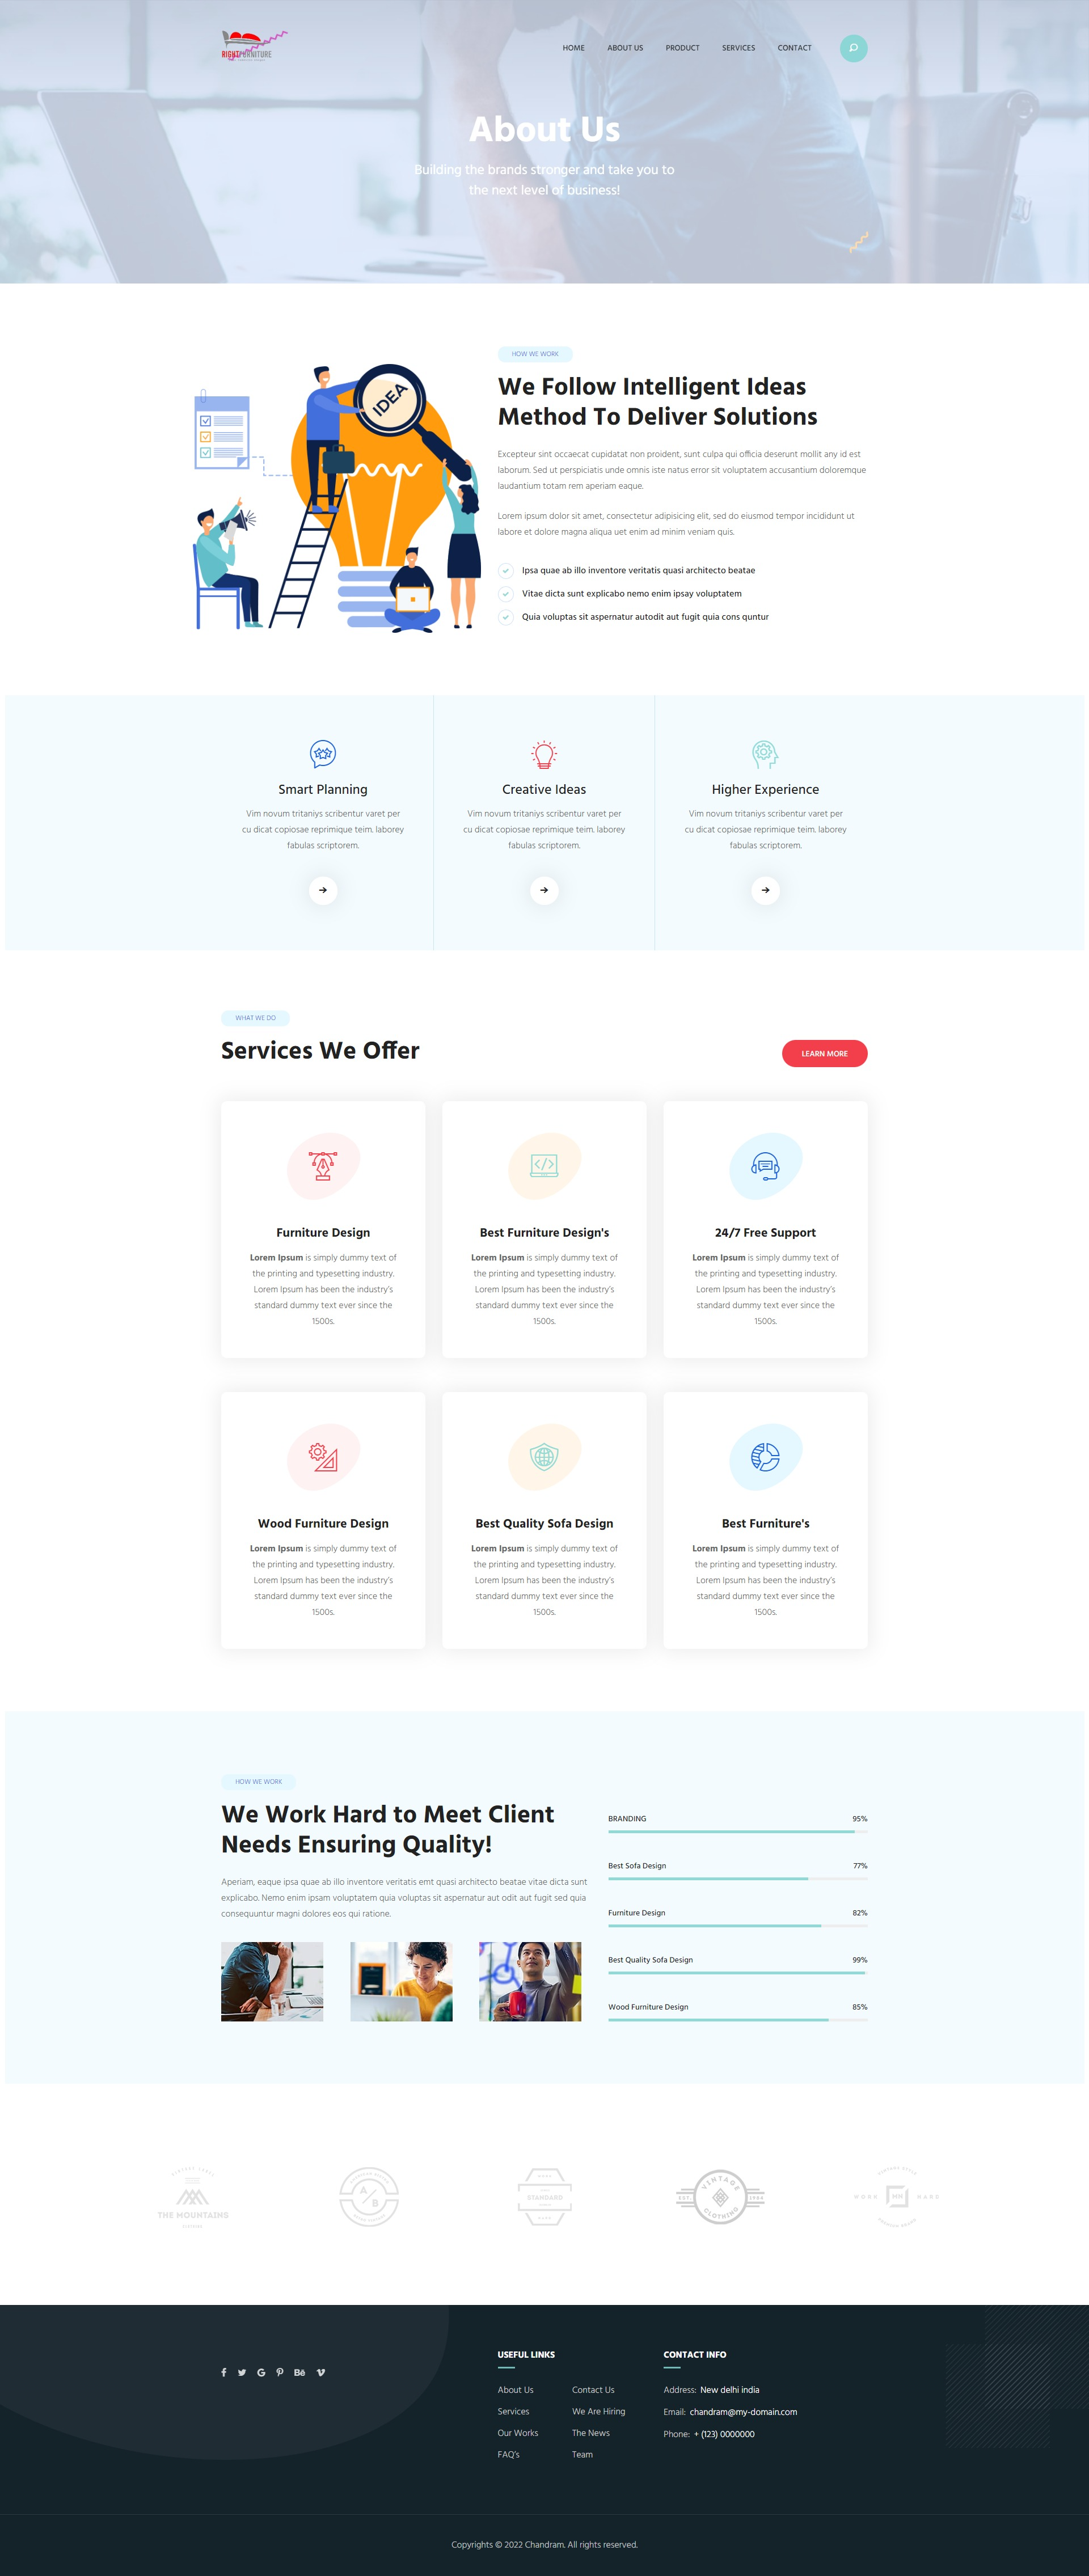 RIGHTFURNITURE
HOME
ABOUT US
PRODUCT
SERVICES
CONTACT
About Us
Building the brands stronger and take you to
the next level of business!
IDEA
HOW WE WORK
We Follow Intelligent Ideas
Method To Deliver Solutions
Excepteur sint occaecat cupidatat non proident, sunt culpa qui officia deserunt mollit any id est
laborum. Sed ut perspiciatis unde omnis iste natus error sit voluptatem accusantium doloremque
laudantium totam rem aperiam eaque.
Lorem ipsum dolor sit amet, consectetur adipisicing elit, sed do eiusmod tempor incididunt ut
labore et dolore magna aliqua uet enim ad minim veniam quis.
Ipsa quae ab illo inventore veritatis quasi architecto beatae
Vitae dicta sunt explicabo nemo enim ipsay voluptatem
Quia voluptas sit aspernatur autodit aut fugit quia cons quntur
Smart Planning
Vim novum tritaniys scribentur varet per
cu dicat copiosae reprimique teim. laborey
fabulas scriptorem.
Creative Ideas
Vim novum tritaniys scribentur varet per
cu dicat copiosae reprimique teim. laborey
fabulas scriptorem.
Higher Experience
Vim novum tritaniys scribentur varet per
cu dicat copiosae reprimique teim. laborey
fabulas scriptorem.
WHAT WE DO
Services We Offer
LEARN MORE
Furniture Design
Lorem Ipsum is simply dummy text of
the printing and typesetting industry.
Lorem Ipsum has been the industry's
standard dummy text ever since the
1500s.
Best Furniture Design's
Lorem Ipsum is simply dummy text of
the printing and typesetting industry.
Lorem Ipsum has been the industry's
standard dummy text ever since the
1500s.
24/7 Free Support
Lorem Ipsum is simply dummy text of
the printing and typesetting industry.
Lorem Ipsum has been the industry's
standard dummy text ever since the
1500s.
Wood Furniture Design
Lorem Ipsum is simply dummy text of
the printing and typesetting industry.
Lorem Ipsum has been the industry's
standard dummy text ever since the
1500s.
Best Quality Sofa Design
Lorem Ipsum is simply dummy text of
the printing and typesetting industry.
Lorem Ipsum has been the industry's
standard dummy text ever since the
1500s.
Best Furniture's
Lorem Ipsum is simply dummy text of
the printing and typesetting industry.
Lorem Ipsum has been the industry's
standard dummy text ever since the
1500s.
HOW WE WORK
We Work Hard to Meet Client
Needs Ensuring Quality!
Aperiam, eaque ipsa quae ab illo inventore veritatis emt quasi architecto beatae vitae dicta sunt
explicabo. Nemo enim ipsam voluptatem quia voluptas sit aspernatur aut odit aut fugit sed quia
consequuntur magni dolores eos qui ratione.
BRANDING 95%
Best Sofa Design 77%
Furniture Design 82%
Best Quality Sofa Design 99%
Wood Furniture Design 85%
THE MOUNTAINS
A/B
STANDARD
VINTAGE
EST. 1984
CLOTHING
WORK HARD
USEFUL LINKS
About Us
Services
Our Works
FAQ's
Contact Us
We Are Hiring
The News
Team
CONTACT INFO
Address: New delhi india
Email: chandram@my-domain.com
Phone: + (123) 0000000
Copyrights © 2022 Chandram. All rights reserved.